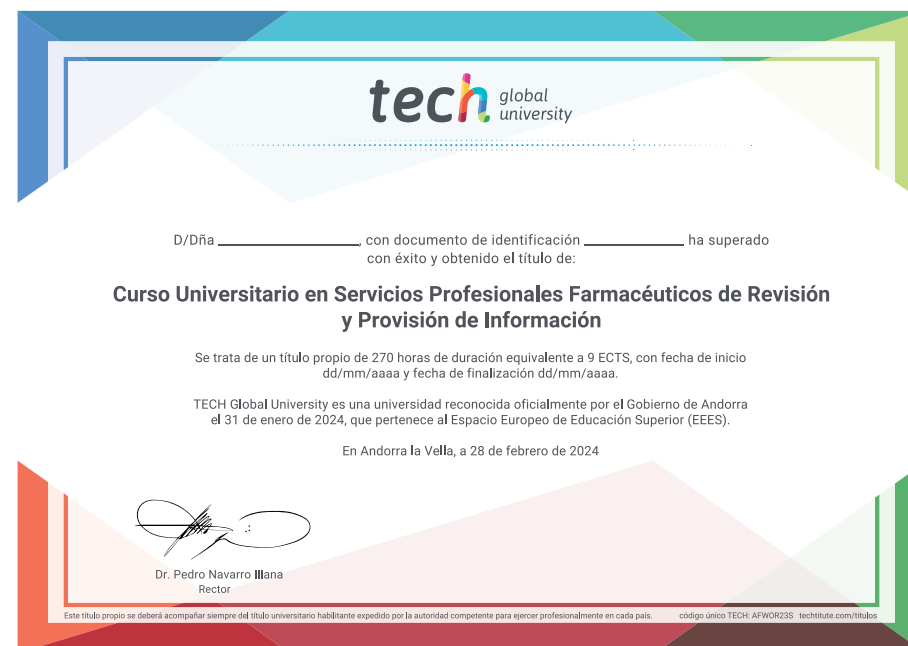 tech global university
D/Dña ____________________, con documento de identificación ______________ ha superado
con éxito y obtenido el título de:
Curso Universitario en Servicios Profesionales Farmacéuticos de Revisión
y Provisión de Información
Se trata de un título propio de 270 horas de duración equivalente a 9 ECTS, con fecha de inicio
dd/mm/aaaa y fecha de finalización dd/mm/aaaa.
TECH Global University es una universidad reconocida oficialmente por el Gobierno de Andorra
el 31 de enero de 2024, que pertenece al Espacio Europeo de Educación Superior (EEES).
En Andorra la Vella, a 28 de febrero de 2024
Dr. Pedro Navarro Illana
Rector
Este título propio se deberá acompañar siempre del título universitario habilitante expedido por la autoridad competente para ejercer profesionalmente en cada país. código único TECH: AFWOR23S techtitute.com/titulos